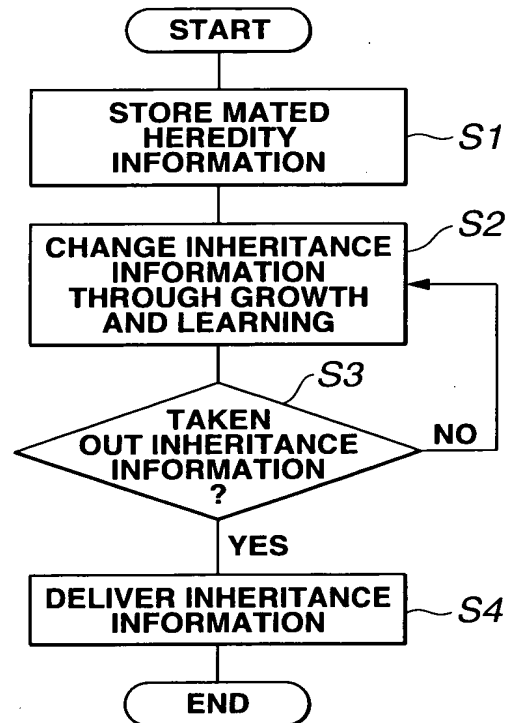 START
STORE MATED
HEREDITY
INFORMATION
S1
CHANGE INHERITANCE
INFORMATION
THROUGH GROWTH
AND LEARNING
S2
S3
TAKEN
OUT INHERITANCE
INFORMATION
?
NO
YES
DELIVER INHERITANCE
INFORMATION
S4
END